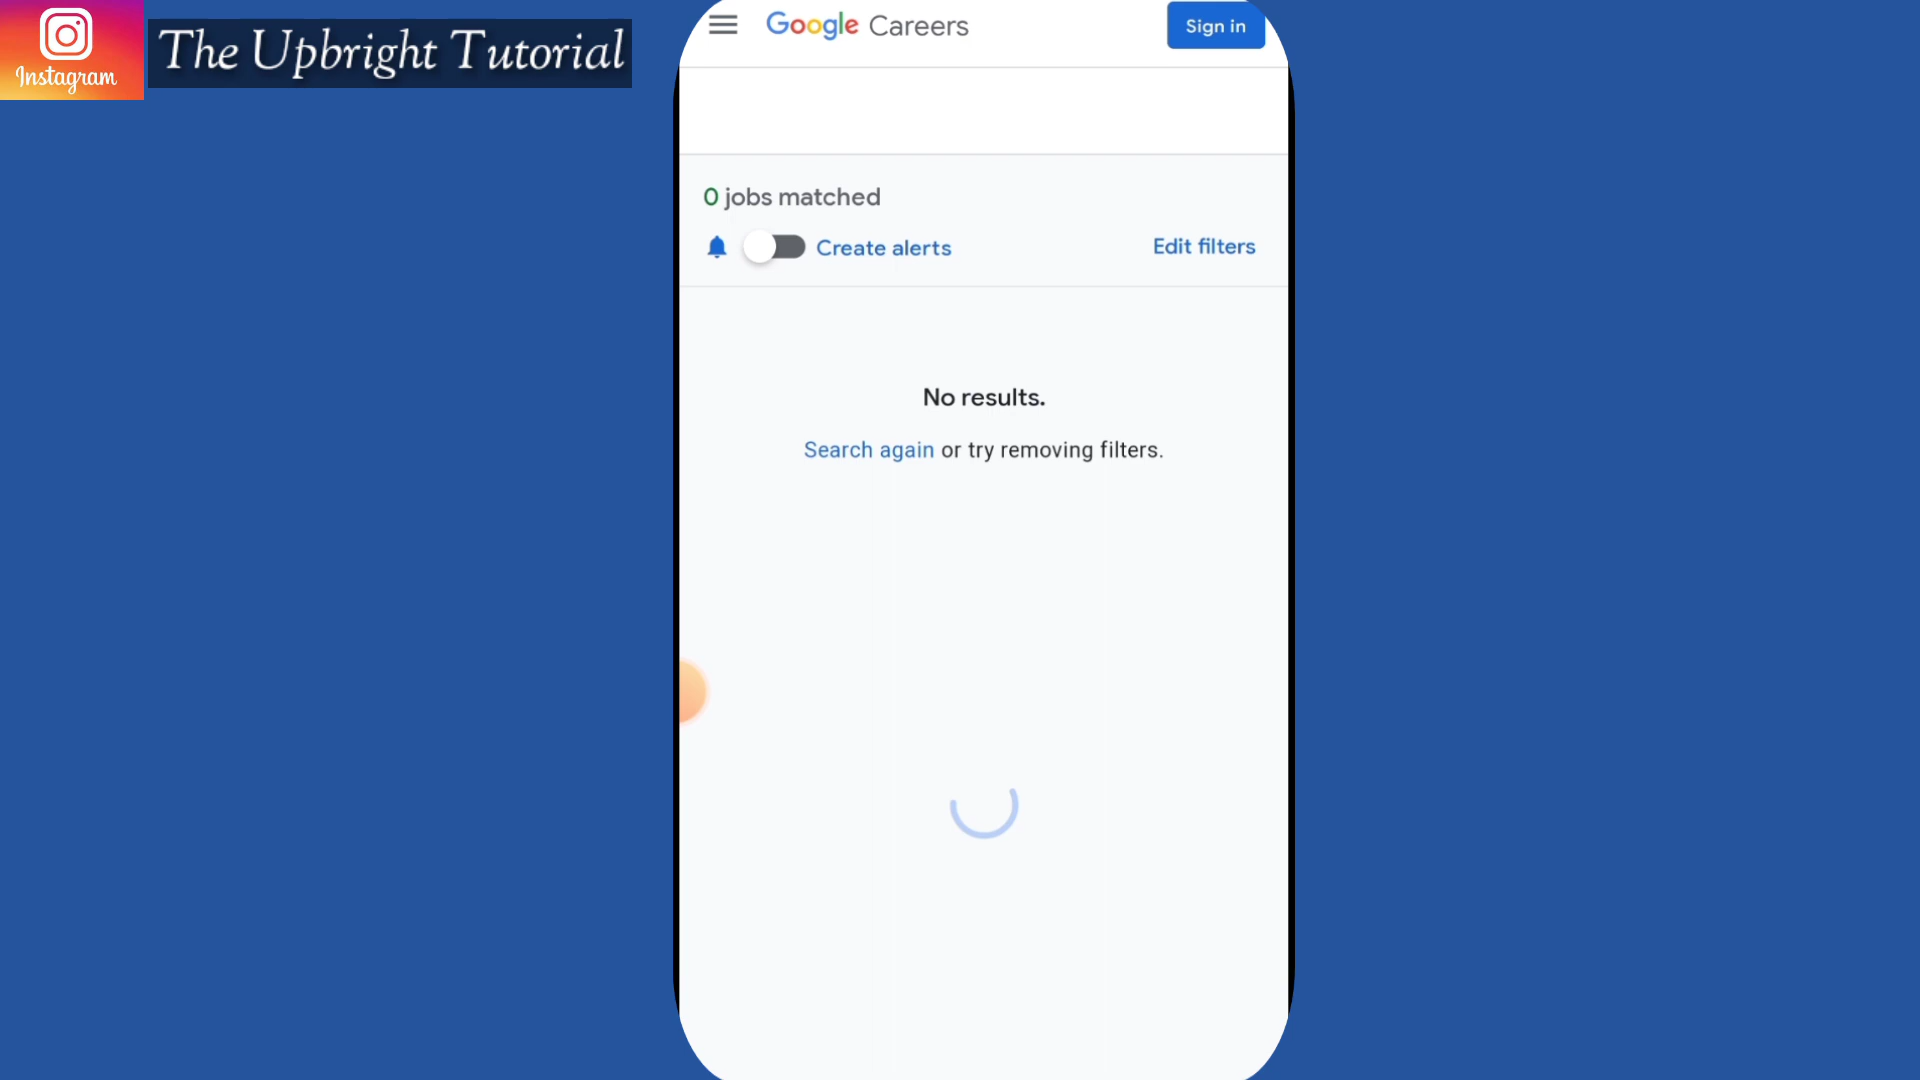 Instagram
The Upbright Tutorial
Google Careers
Sign in
0 jobs matched
Create alerts
Edit filters
No results.
Search again or try removing filters.